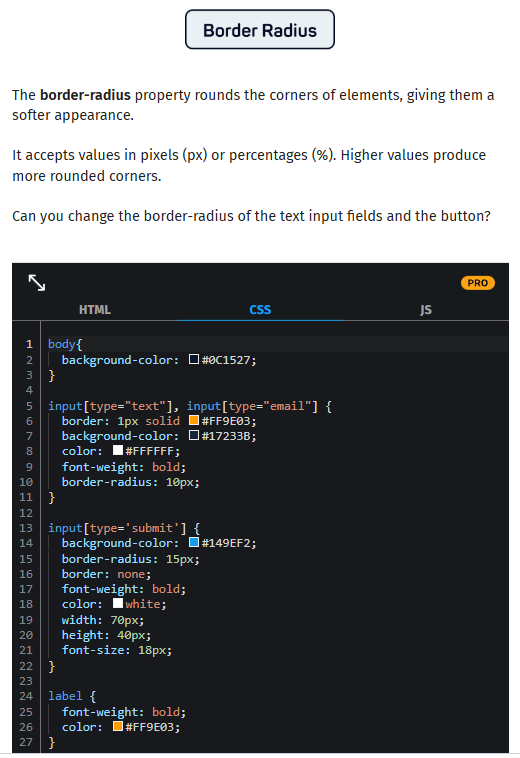 Border Radius
The border-radius property rounds the corners of elements, giving them a
softer appearance.
It accepts values in pixels (px) or percentages (%). Higher values produce
more rounded corners.
Can you change the border-radius of the text input fields and the button?
PRO
HTML CSS JS
1 body{
2 background-color: #0C1527;
3 }
4
5 input[type="text"], input[type="email"] {
6 border: 1px solid #FF9E03;
7 background-color: #17233B;
8 color: #FFFFFF;
9 font-weight: bold;
10 border-radius: 10px;
11 }
12
13 input[type='submit'] {
14 background-color: #149EF2;
15 border-radius: 15px;
16 border: none;
17 font-weight: bold;
18 color: white;
19 width: 70px;
20 height: 40px;
21 font-size: 18px;
22 }
23
24 label {
25 font-weight: bold;
26 color: #FF9E03;
27 }